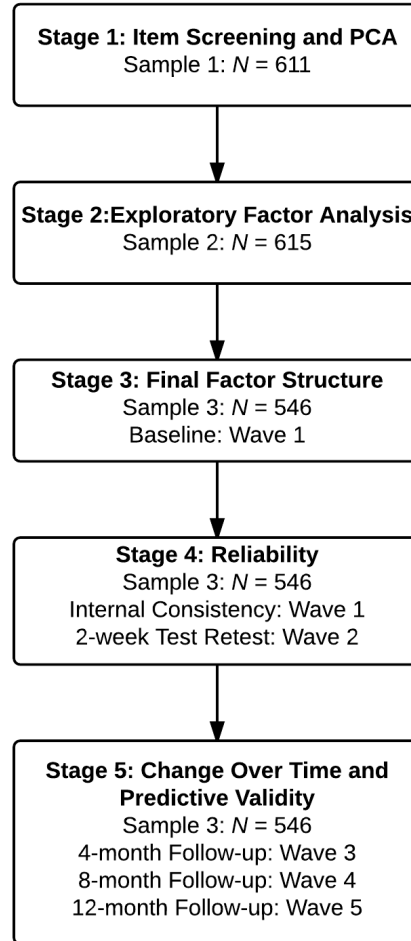 Stage 1: Item Screening and PCA
Sample 1: N = 611
Stage 2:Exploratory Factor Analysis
Sample 2: N = 615
Stage 3: Final Factor Structure
Sample 3: N = 546
Baseline: Wave 1
Stage 4: Reliability
Sample 3: N = 546
Internal Consistency: Wave 1
2-week Test Retest: Wave 2
Stage 5: Change Over Time and
Predictive Validity
Sample 3: N = 546
4-month Follow-up: Wave 3
8-month Follow-up: Wave 4
12-month Follow-up: Wave 5